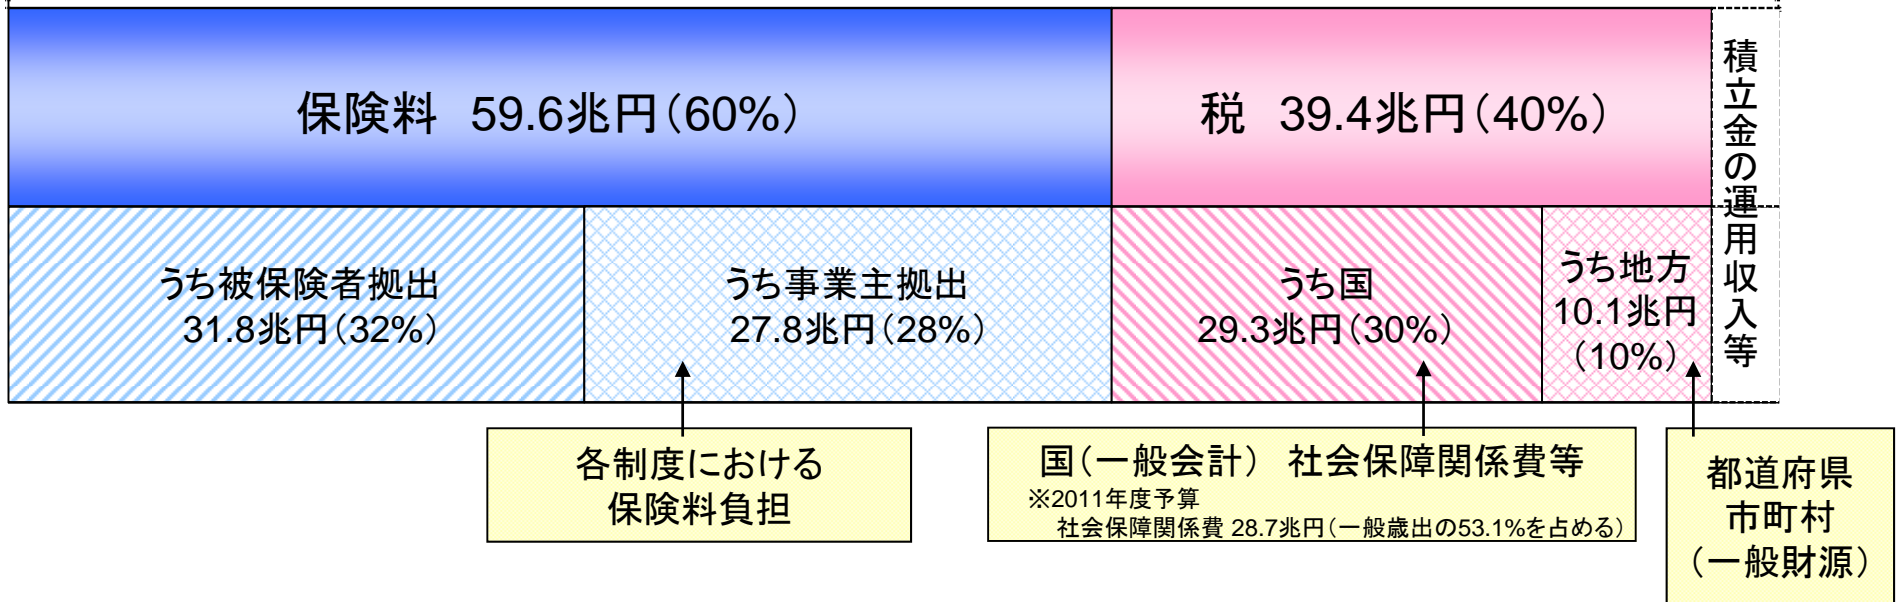 保険料　59.6兆円(60%)
税　39.4兆円(40%)
積立金の運用収入等
うち被保険者拠出
31.8兆円(32%)
うち事業主拠出
27.8兆円(28%)
うち国
29.3兆円(30%)
うち地方
10.1兆円
(10%)
各制度における
保険料負担
国(一般会計)　社会保障関係費等
※2011年度予算
社会保障関係費 28.7兆円(一般歳出の53.1%を占める)
都道府県
市町村
(一般財源)